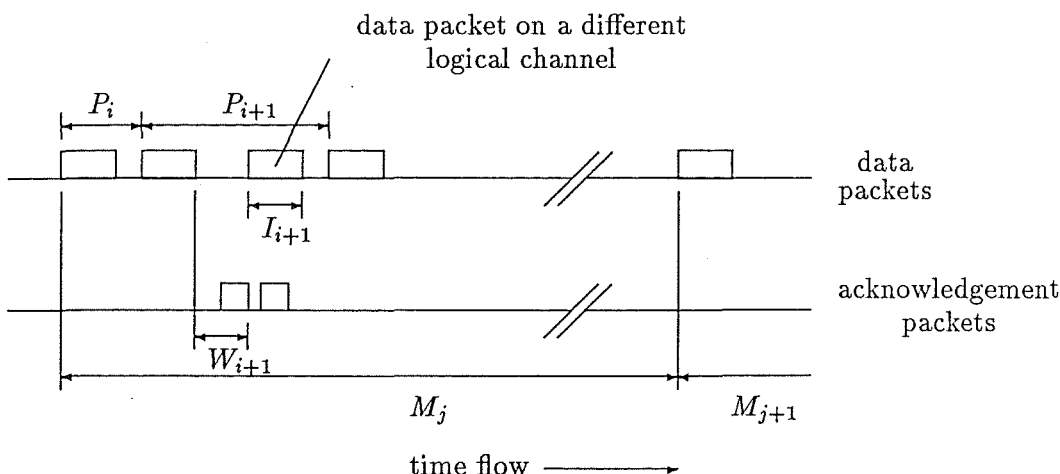 data packet on a different
logical channel
P_i
P_{i+1}
data
packets
I_{i+1}
acknowledgement
packets
W_{i+1}
M_j
M_{j+1}
time flow